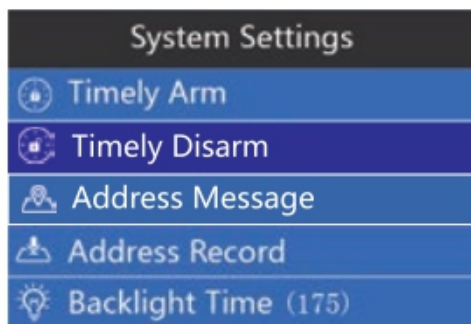 System Settings
Timely Arm
Timely Disarm
Address Message
Address Record
Backlight Time (175)